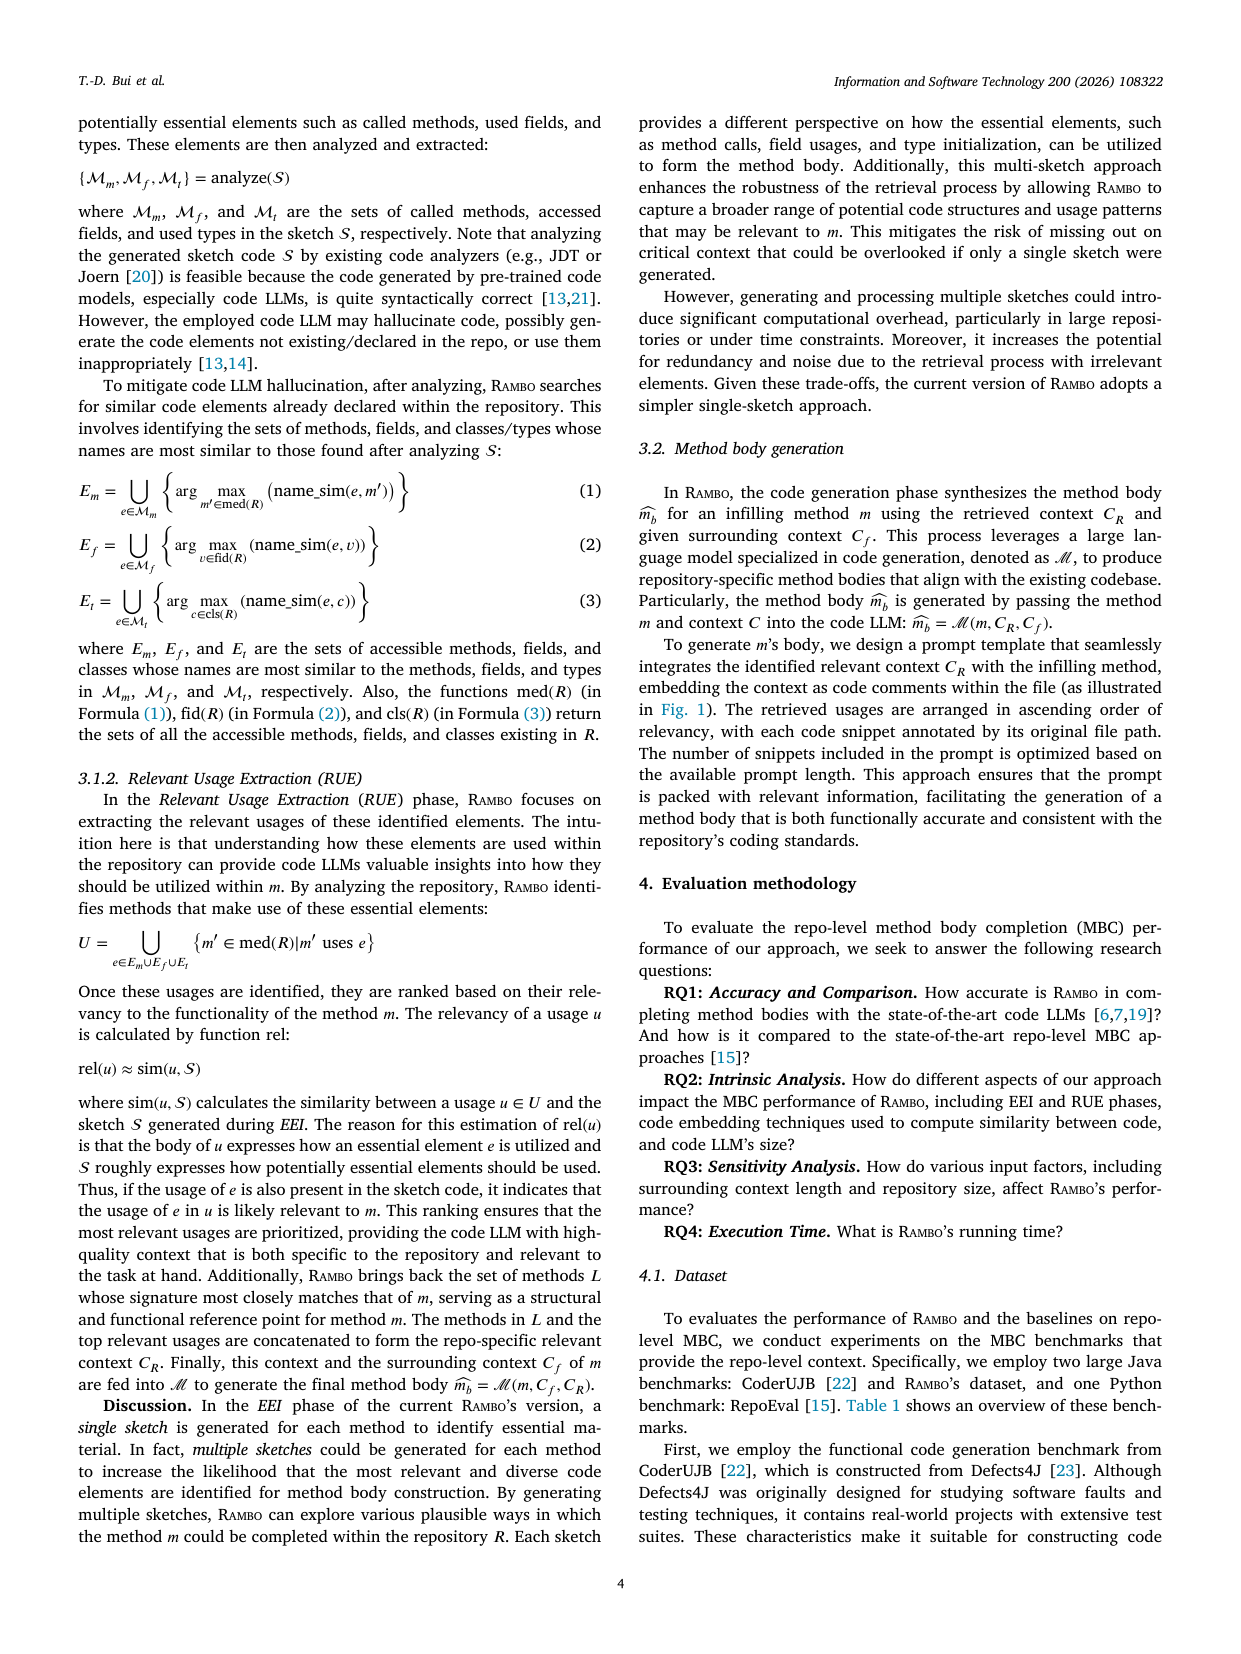 T.-D. Bui et al.
Information and Software Technology 200 (2026) 108322
potentially essential elements such as called methods, used fields, and
types. These elements are then analyzed and extracted:
{ℳm, ℳf, ℳt} = analyze(𝒮)
where ℳm, ℳf, and ℳt are the sets of called methods, accessed
fields, and used types in the sketch 𝒮, respectively. Note that analyzing
the generated sketch code 𝒮 by existing code analyzers (e.g., JDT or
Joern [20]) is feasible because the code generated by pre-trained code
models, especially code LLMs, is quite syntactically correct [13,21].
However, the employed code LLM may hallucinate code, possibly gen-
erate the code elements not existing/declared in the repo, or use them
inappropriately [13,14].
To mitigate code LLM hallucination, after analyzing, RAMBO searches
for similar code elements already declared within the repository. This
involves identifying the sets of methods, fields, and classes/types whose
names are most similar to those found after analyzing 𝒮:
Em = ⋃e∈ℳm {arg max m′∈med(R) (name_sim(e, m′))} (1)
Ef = ⋃e∈ℳf {arg max v∈fid(R) (name_sim(e, v))} (2)
Et = ⋃e∈ℳt {arg max c∈cls(R) (name_sim(e, c))} (3)
where Em, Ef, and Et are the sets of accessible methods, fields, and
classes whose names are most similar to the methods, fields, and types
in ℳm, ℳf, and ℳt, respectively. Also, the functions med(R) (in
Formula (1)), fid(R) (in Formula (2)), and cls(R) (in Formula (3)) return
the sets of all the accessible methods, fields, and classes existing in R.
3.1.2. Relevant Usage Extraction (RUE)
In the Relevant Usage Extraction (RUE) phase, RAMBO focuses on
extracting the relevant usages of these identified elements. The intu-
ition here is that understanding how these elements are used within
the repository can provide code LLMs valuable insights into how they
should be utilized within m. By analyzing the repository, RAMBO identi-
fies methods that make use of these essential elements:
U = ⋃e∈Em∪Ef∪Et {m′ ∈ med(R)|m′ uses e}
Once these usages are identified, they are ranked based on their rele-
vancy to the functionality of the method m. The relevancy of a usage u
is calculated by function rel:
rel(u) ≈ sim(u, 𝒮)
where sim(u, 𝒮) calculates the similarity between a usage u ∈ U and the
sketch 𝒮 generated during EEI. The reason for this estimation of rel(u)
is that the body of u expresses how an essential element e is utilized and
𝒮 roughly expresses how potentially essential elements should be used.
Thus, if the usage of e is also present in the sketch code, it indicates that
the usage of e in u is likely relevant to m. This ranking ensures that the
most relevant usages are prioritized, providing the code LLM with high-
quality context that is both specific to the repository and relevant to
the task at hand. Additionally, RAMBO brings back the set of methods L
whose signature most closely matches that of m, serving as a structural
and functional reference point for method m. The methods in L and the
top relevant usages are concatenated to form the repo-specific relevant
context CR. Finally, this context and the surrounding context Cf of m
are fed into ℳ to generate the final method body m̂b = ℳ(m, Cf, CR).
Discussion. In the EEI phase of the current RAMBO's version, a
single sketch is generated for each method to identify essential ma-
terial. In fact, multiple sketches could be generated for each method
to increase the likelihood that the most relevant and diverse code
elements are identified for method body construction. By generating
multiple sketches, RAMBO can explore various plausible ways in which
the method m could be completed within the repository R. Each sketch
provides a different perspective on how the essential elements, such
as method calls, field usages, and type initialization, can be utilized
to form the method body. Additionally, this multi-sketch approach
enhances the robustness of the retrieval process by allowing RAMBO to
capture a broader range of potential code structures and usage patterns
that may be relevant to m. This mitigates the risk of missing out on
critical context that could be overlooked if only a single sketch were
generated.
However, generating and processing multiple sketches could intro-
duce significant computational overhead, particularly in large reposi-
tories or under time constraints. Moreover, it increases the potential
for redundancy and noise due to the retrieval process with irrelevant
elements. Given these trade-offs, the current version of RAMBO adopts a
simpler single-sketch approach.
3.2. Method body generation
In RAMBO, the code generation phase synthesizes the method body
m̂b for an infilling method m using the retrieved context CR and
given surrounding context Cf. This process leverages a large lan-
guage model specialized in code generation, denoted as ℳ, to produce
repository-specific method bodies that align with the existing codebase.
Particularly, the method body m̂b is generated by passing the method
m and context C into the code LLM: m̂b = ℳ(m, CR, Cf).
To generate m's body, we design a prompt template that seamlessly
integrates the identified relevant context CR with the infilling method,
embedding the context as code comments within the file (as illustrated
in Fig. 1). The retrieved usages are arranged in ascending order of
relevancy, with each code snippet annotated by its original file path.
The number of snippets included in the prompt is optimized based on
the available prompt length. This approach ensures that the prompt
is packed with relevant information, facilitating the generation of a
method body that is both functionally accurate and consistent with the
repository's coding standards.
4. Evaluation methodology
To evaluate the repo-level method body completion (MBC) per-
formance of our approach, we seek to answer the following research
questions:
RQ1: Accuracy and Comparison. How accurate is RAMBO in com-
pleting method bodies with the state-of-the-art code LLMs [6,7,19]?
And how is it compared to the state-of-the-art repo-level MBC ap-
proaches [15]?
RQ2: Intrinsic Analysis. How do different aspects of our approach
impact the MBC performance of RAMBO, including EEI and RUE phases,
code embedding techniques used to compute similarity between code,
and code LLM's size?
RQ3: Sensitivity Analysis. How do various input factors, including
surrounding context length and repository size, affect RAMBO's perfor-
mance?
RQ4: Execution Time. What is RAMBO's running time?
4.1. Dataset
To evaluates the performance of RAMBO and the baselines on repo-
level MBC, we conduct experiments on the MBC benchmarks that
provide the repo-level context. Specifically, we employ two large Java
benchmarks: CoderUJB [22] and RAMBO's dataset, and one Python
benchmark: RepoEval [15]. Table 1 shows an overview of these bench-
marks.
First, we employ the functional code generation benchmark from
CoderUJB [22], which is constructed from Defects4J [23]. Although
Defects4J was originally designed for studying software faults and
testing techniques, it contains real-world projects with extensive test
suites. These characteristics make it suitable for constructing code
4